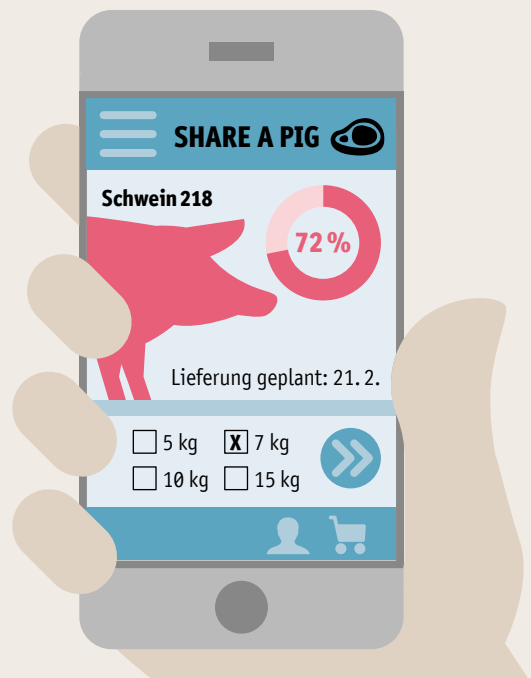 SHARE A PIG
Schwein 218
72 %
Lieferung geplant: 21. 2.
5 kg X 7 kg
10 kg 15 kg